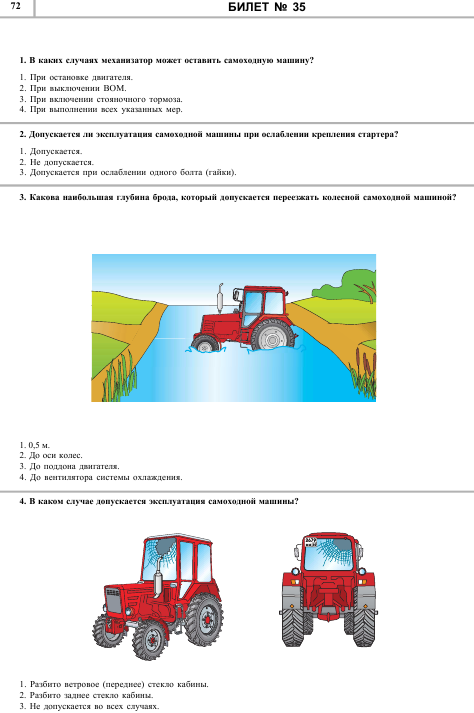 72
БИЛЕТ № 35
1. В каких случаях механизатор может оставить самоходную машину?
1. При остановке двигателя.
2. При выключении ВОМ.
3. При включении стояночного тормоза.
4. При выполнении всех указанных мер.
2. Допускается ли эксплуатация самоходной машины при ослаблении крепления стартера?
1. Допускается.
2. Не допускается.
3. Допускается при ослаблении одного болта (гайки).
3. Какова наибольшая глубина брода, который допускается переезжать колесной самоходной машиной?
1. 0,5 м.
2. До оси колес.
3. До поддона двигателя.
4. До вентилятора системы охлаждения.
4. В каком случае допускается эксплуатация самоходной машины?
1. Разбито ветровое (переднее) стекло кабины.
2. Разбито заднее стекло кабины.
3. Не допускается во всех случаях.